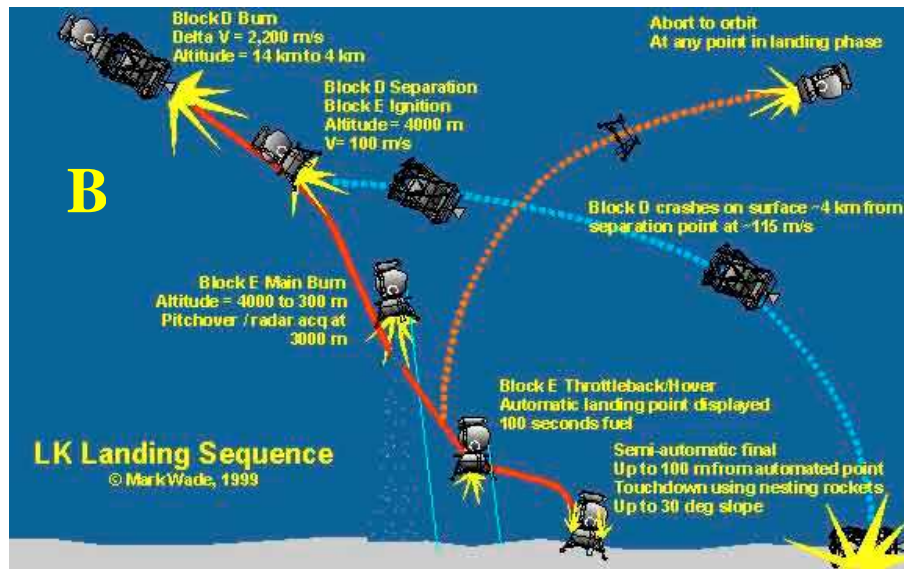 Block D Burn
Delta V = 2,200 m/s
Altitude = 14 km to 4 km
Abort to orbit
At any point in landing phase
Block D Separation
Block E Ignition
Altitude = 4000 m
V= 100 m/s
B
Block D crashes on surface ~4 km from
separation point at ~115 m/s
Block E Main Burn
Altitude = 4000 to 300 m
Pitchover / radar acq at
3000 m
Block E Throttleback/Hover
Automatic landing point displayed
100 seconds fuel
LK Landing Sequence
© Mark Wade, 1999
Semi-automatic final
Up to 100 m from automated point
Touchdown using nesting rockets
Up to 30 deg slope